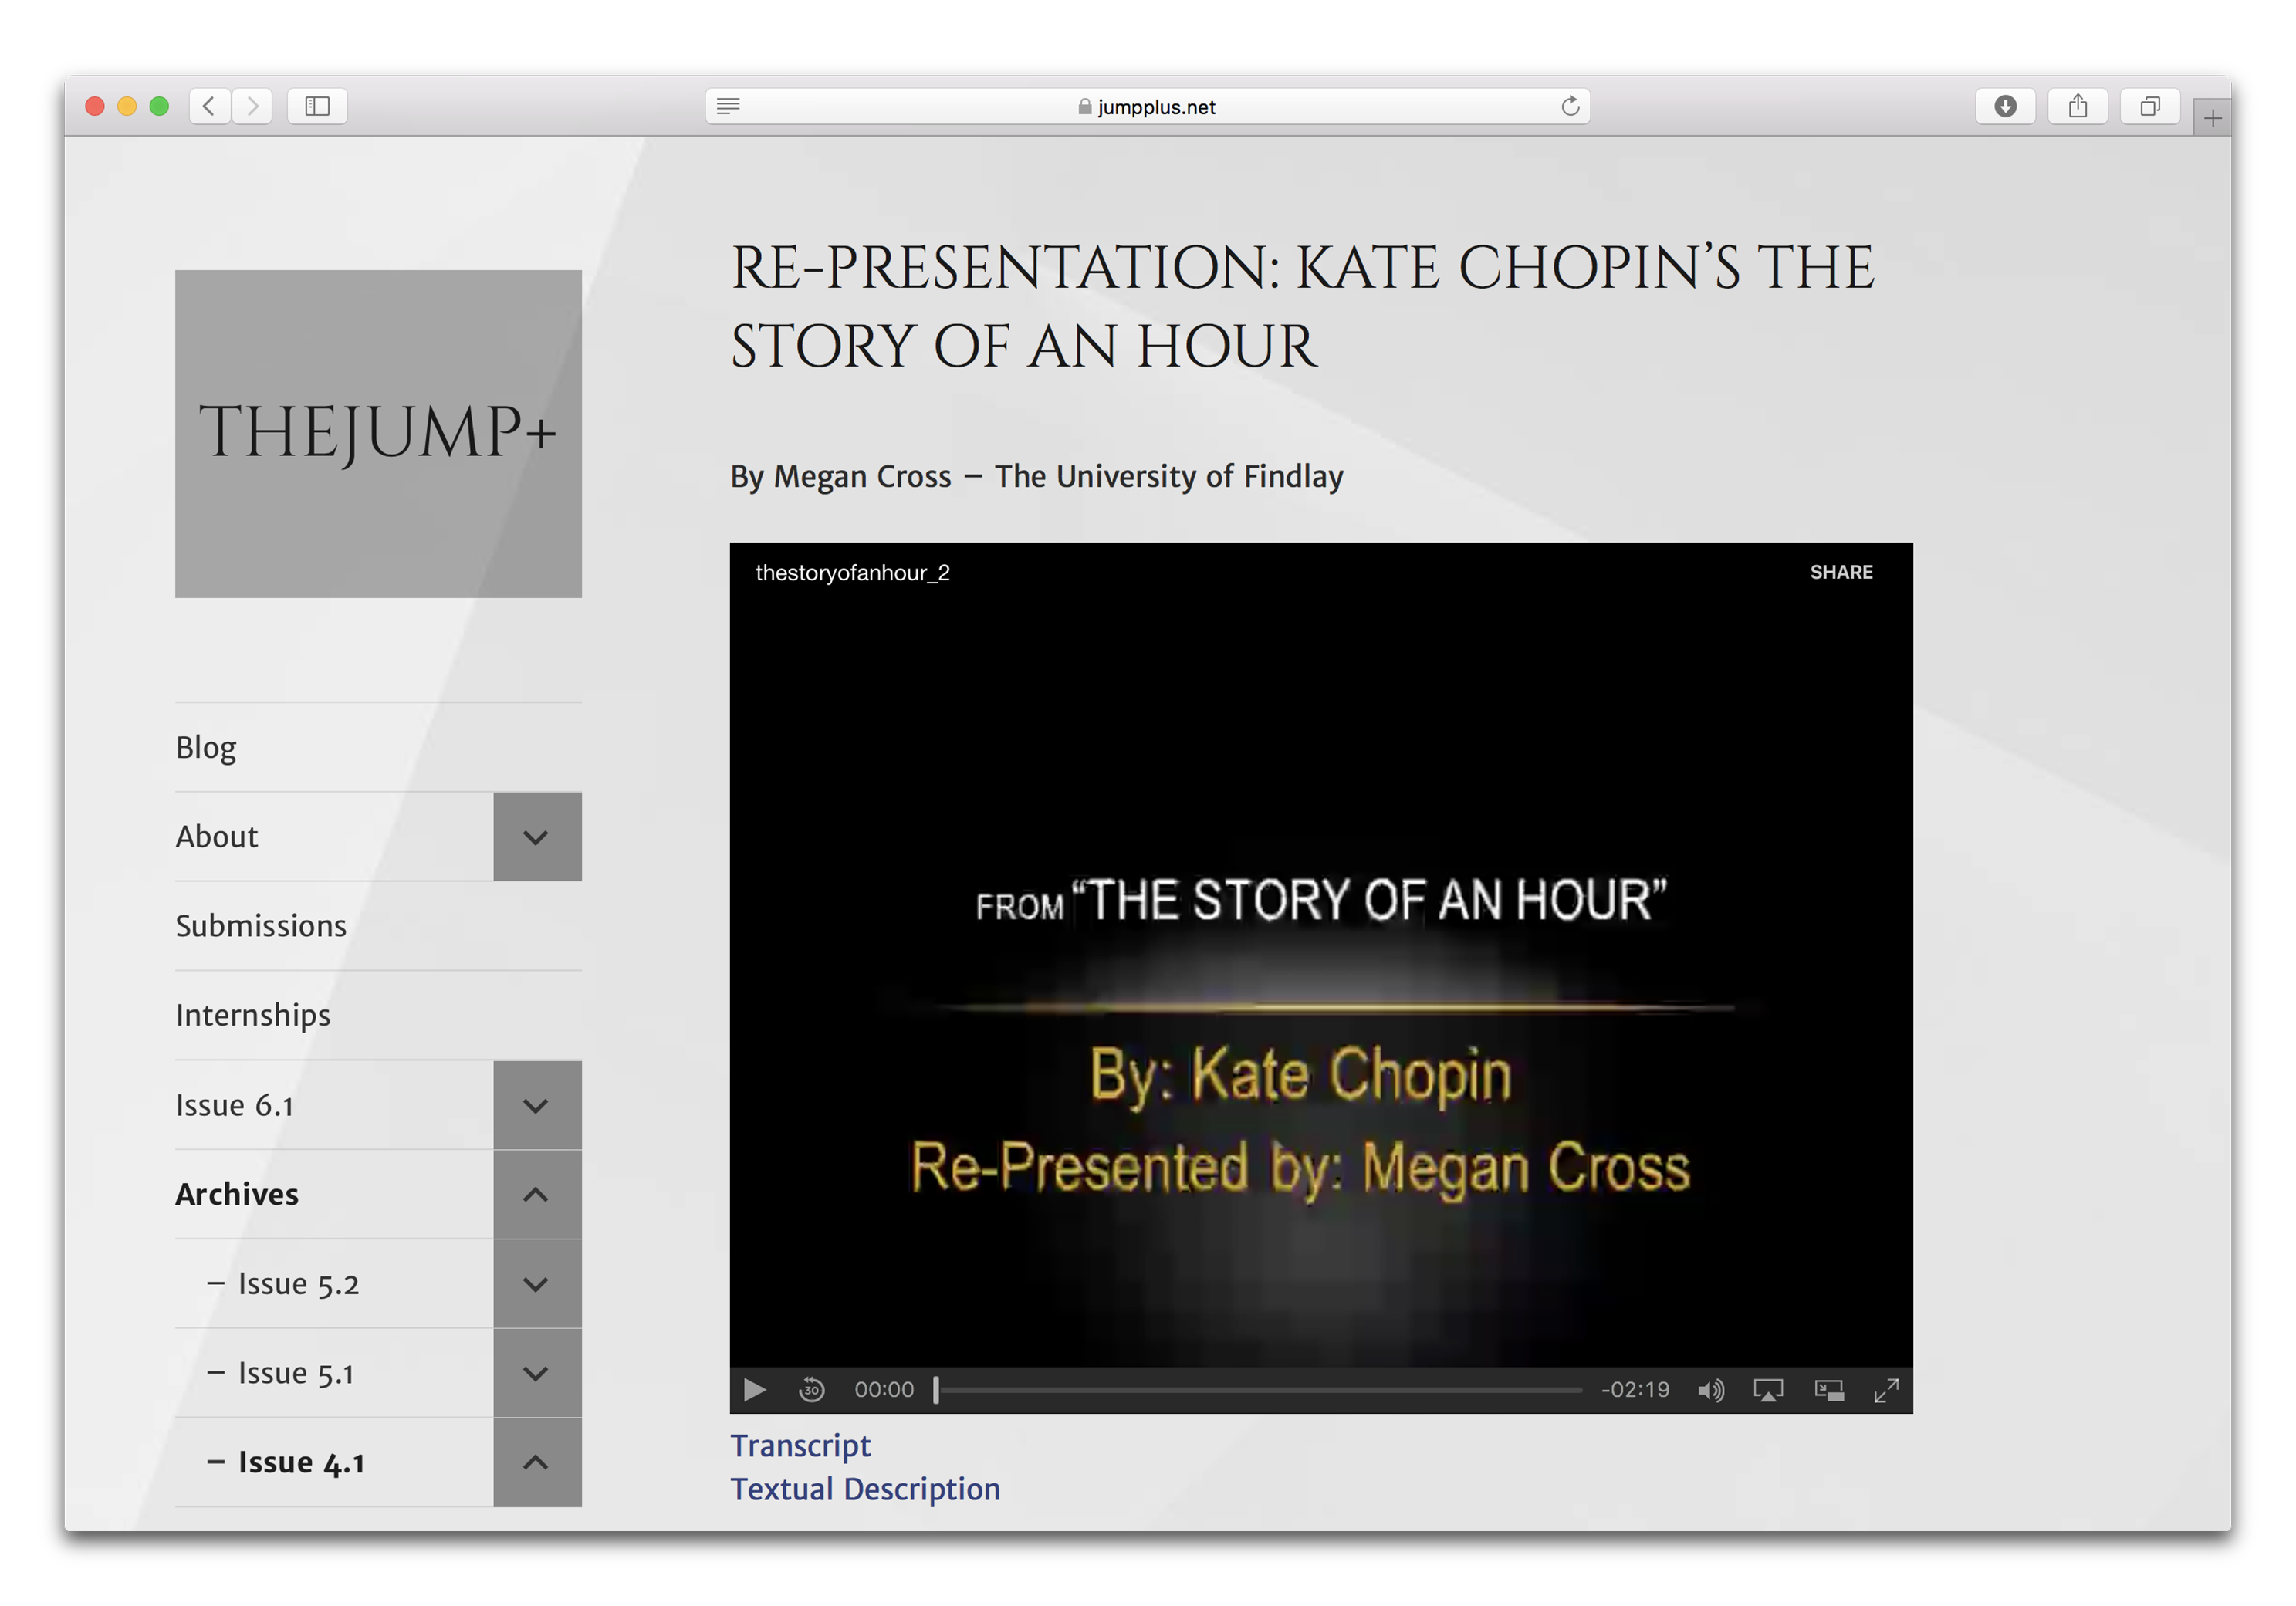 jumpplus.net
THEJUMP+
Blog
About
Submissions
Internships
Issue 6.1
Archives
– Issue 5.2
– Issue 5.1
– Issue 4.1
RE-PRESENTATION: KATE CHOPIN’S THE
STORY OF AN HOUR
By Megan Cross – The University of Findlay
thestoryofanhour_2
SHARE
FROM “THE STORY OF AN HOUR”
By: Kate Chopin
Re-Presented by: Megan Cross
30
00:00
-02:19
Transcript
Textual Description